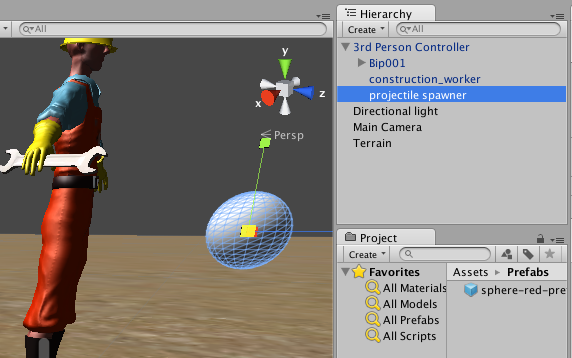 All
y
x
z
Persp
Hierarchy
Create
All
3rd Person Controller
Bip001
construction_worker
projectile spawner
Directional light
Main Camera
Terrain
Project
Create
Favorites
All Materials
All Models
All Prefabs
All Scripts
Assets Prefabs
sphere-red-pre